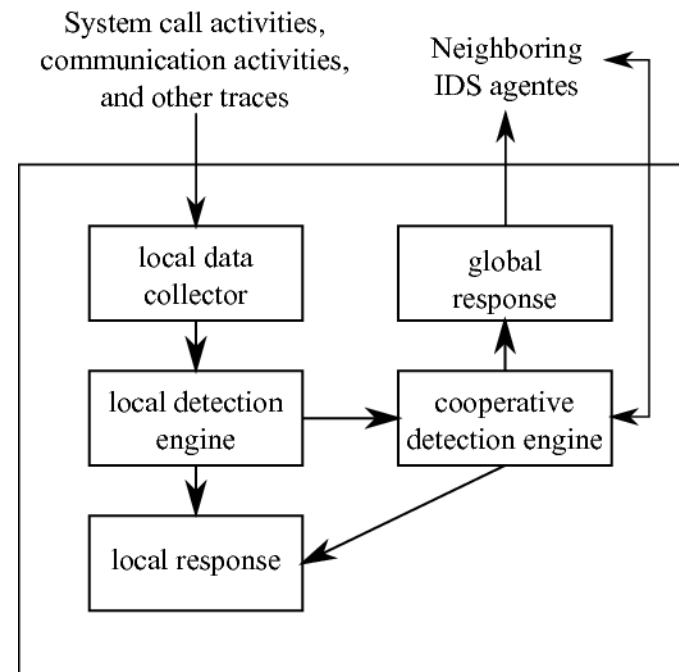 System call activities,
communication activities,
and other traces
Neighboring
IDS agentes
local data
collector
global
response
local detection
engine
cooperative
detection engine
local response